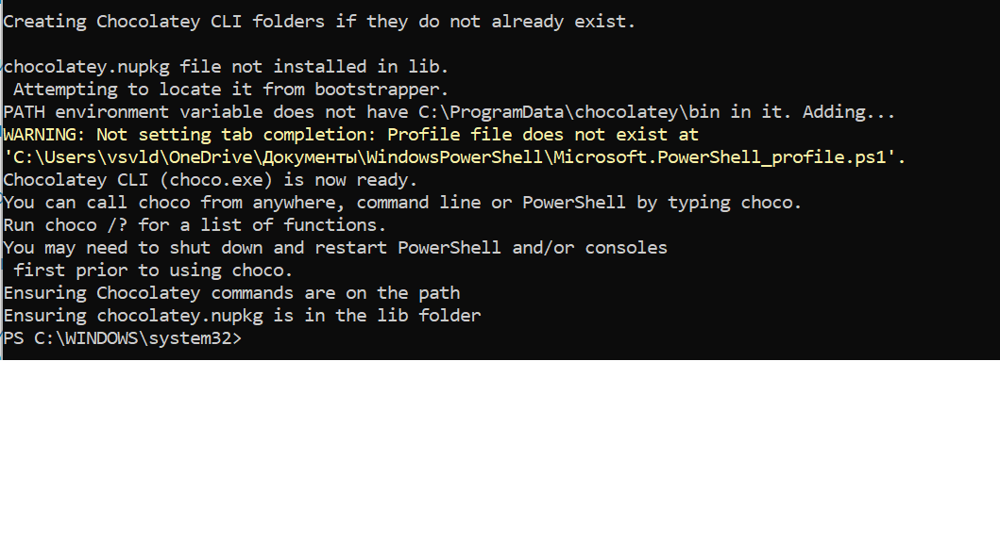 Creating Chocolatey CLI folders if they do not already exist.
chocolatey.nupkg file not installed in lib.
Attempting to locate it from bootstrapper.
PATH environment variable does not have C:\ProgramData\chocolatey\bin in it. Adding...
WARNING: Not setting tab completion: Profile file does not exist at
'C:\Users\vsvld\OneDrive\Документы\WindowsPowerShell\Microsoft.PowerShell_profile.ps1'.
Chocolatey CLI (choco.exe) is now ready.
You can call choco from anywhere, command line or PowerShell by typing choco.
Run choco /? for a list of functions.
You may need to shut down and restart PowerShell and/or consoles
first prior to using choco.
Ensuring Chocolatey commands are on the path
Ensuring chocolatey.nupkg is in the lib folder
PS C:\WINDOWS\system32>